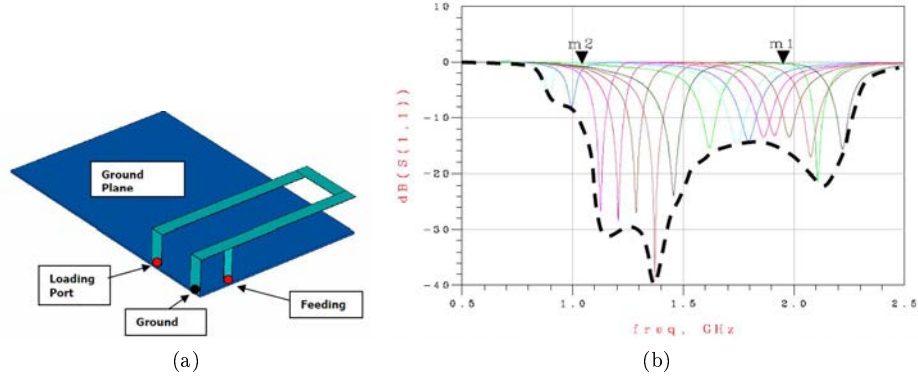 Ground
Plane
Loading
Port
Ground
Feeding
(a)
10
0
-10
-20
-30
-40
dB(S(1,1))
m2
m1
0.5
1.0
1.5
2.0
2.5
freq, GHz
(b)